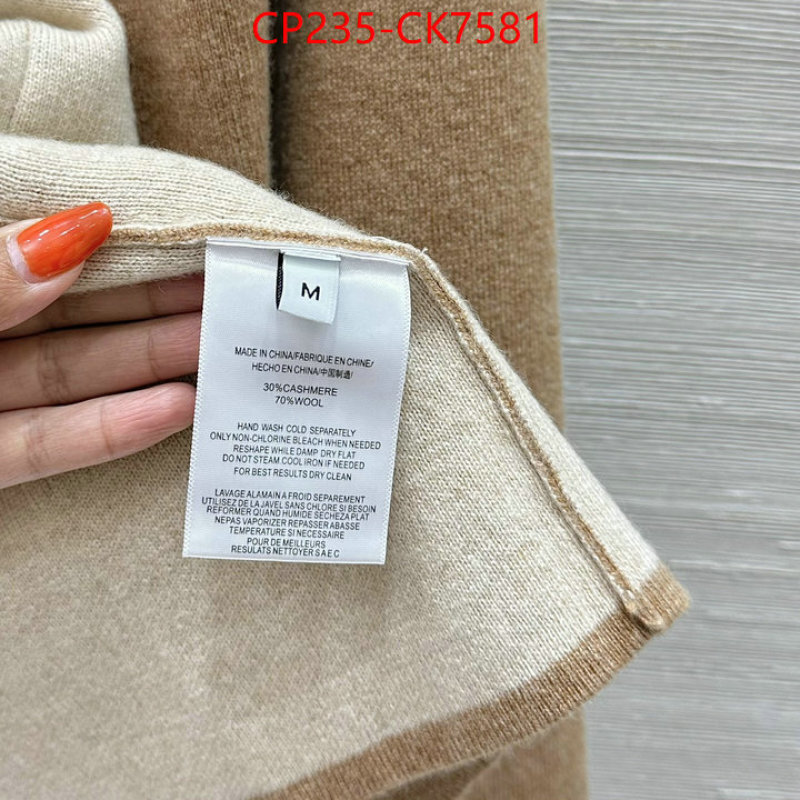 CP235-CK7581
M
MADE IN CHINA/FABRIQUE EN CHINE/
HECHO EN CHINA/中国制造/
30%CASHMERE
70%WOOL
HAND WASH COLD SEPARATELY
ONLY NON-CHLORINE BLEACH WHEN NEEDED
RESHAPE WHILE DAMP DRY FLAT
DO NOT STEAM COOL IRON IF NEEDED
FOR BEST RESULTS DRY CLEAN
LAVAGE ALAMAIN A FROID SEPAREMENT
UTILISEZ DE LA JAVEL SANS CHLORE SI BESOIN
REFORMER QUAND HUMIDE SECHEZA PLAT
NEPAS VAPORIZER REPASSER ABASSE
TEMPERATURE SI NECESSAIRE
POUR DE MEILLEURS
RESULATS NETTOYER S A E C